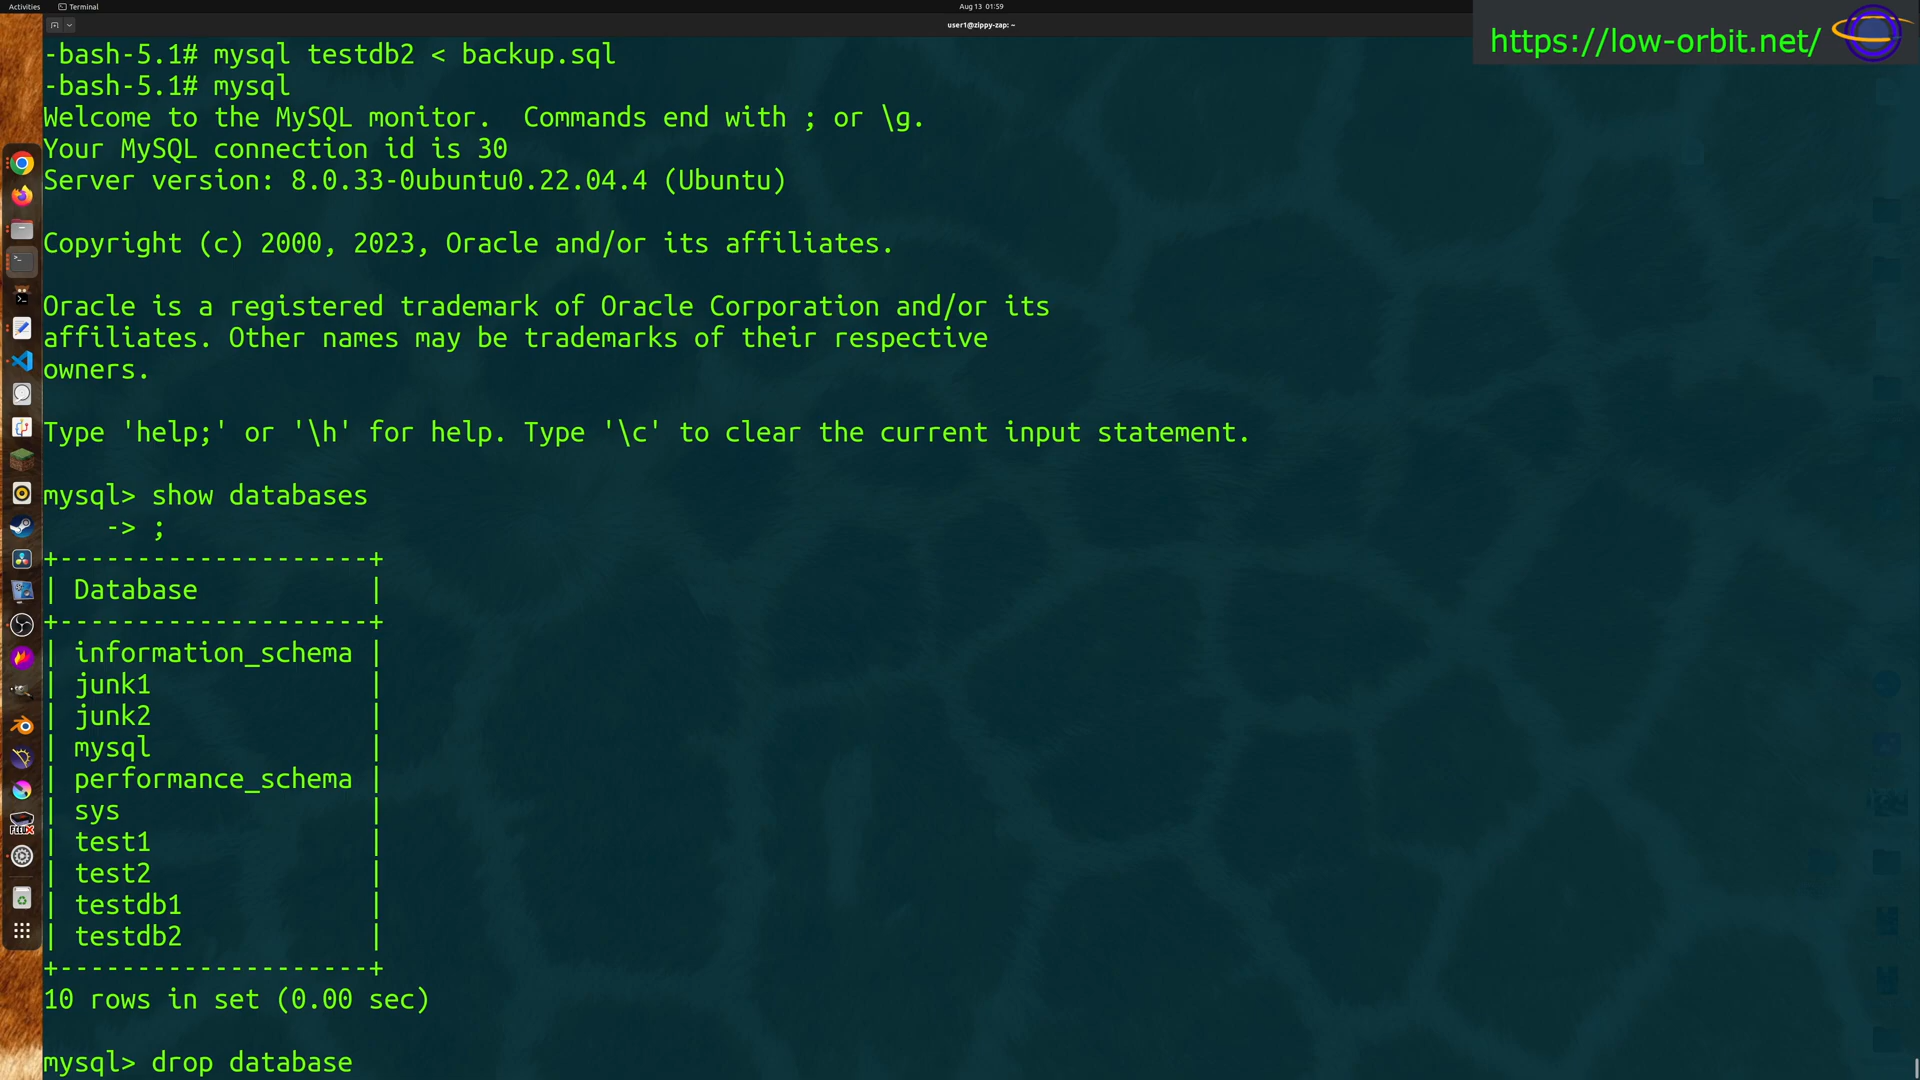 Activities
Terminal
Aug 13 01:59
user1@zippy-zap: ~
https://low-orbit.net/
-bash-5.1# mysql testdb2 < backup.sql
-bash-5.1# mysql
Welcome to the MySQL monitor.  Commands end with ; or \g.
Your MySQL connection id is 30
Server version: 8.0.33-0ubuntu0.22.04.4 (Ubuntu)
Copyright (c) 2000, 2023, Oracle and/or its affiliates.
Oracle is a registered trademark of Oracle Corporation and/or its
affiliates. Other names may be trademarks of their respective
owners.
Type 'help;' or '\h' for help. Type '\c' to clear the current input statement.
mysql> show databases
    -> ;
+--------------------+
| Database           |
+--------------------+
| information_schema |
| junk1              |
| junk2              |
| mysql              |
| performance_schema |
| sys                |
| test1              |
| test2              |
| testdb1            |
| testdb2            |
+--------------------+
10 rows in set (0.00 sec)
mysql> drop database